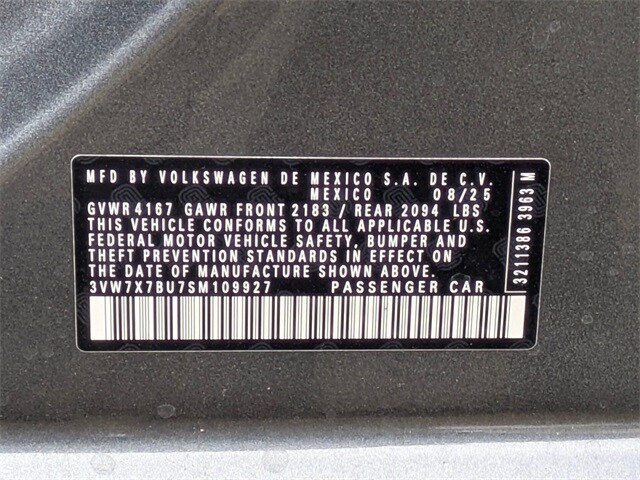 MFD BY VOLKSWAGEN DE MEXICO S.A. DE C.V.
MEXICO 08/25
GVWR 4167 GAWR FRONT 2183 / REAR 2094 LBS
THIS VEHICLE CONFORMS TO ALL APPLICABLE U.S.
FEDERAL MOTOR VEHICLE SAFETY, BUMPER AND
THEFT PREVENTION STANDARDS IN EFFECT ON
THE DATE OF MANUFACTURE SHOWN ABOVE.
3VW7X7BU7SM109927 PASSENGER CAR
3211386 3963 M